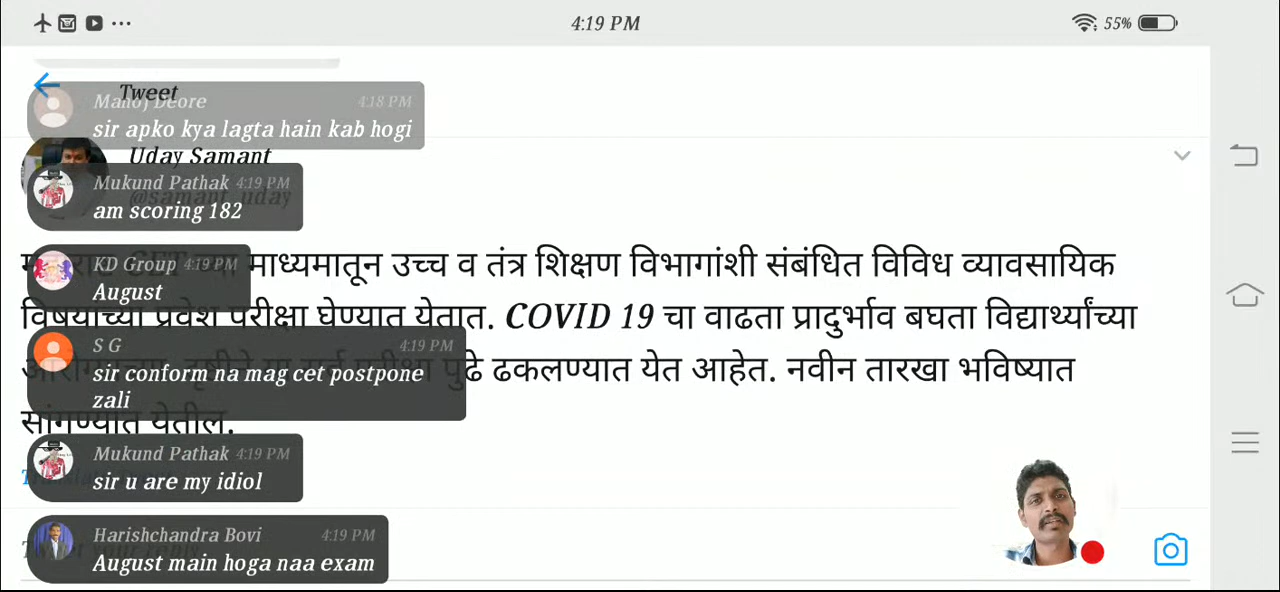 4:19 PM
55%
Tweet
Manoj Deore 4:18 PM
sir apko kya lagta hain kab hogi
Uday Samant
@samant_uday
Mukund Pathak 4:19 PM
am scoring 182
KD Group 4:19 PM
August
माध्यमातून उच्च व तंत्र शिक्षण विभागांशी संबंधित विविध व्यावसायिक
विषयांच्या प्रवेश परीक्षा घेण्यात येतात. COVID 19 चा वाढता प्रादुर्भाव बघता विद्यार्थ्यांच्या
S G 4:19 PM
sir conform na mag cet postpone
zali
पुढे ढकलण्यात येत आहेत. नवीन तारखा भविष्यात
सांगण्यात येतील.
Mukund Pathak 4:19 PM
sir u are my idiol
Harishchandra Bovi 4:19 PM
August main hoga naa exam